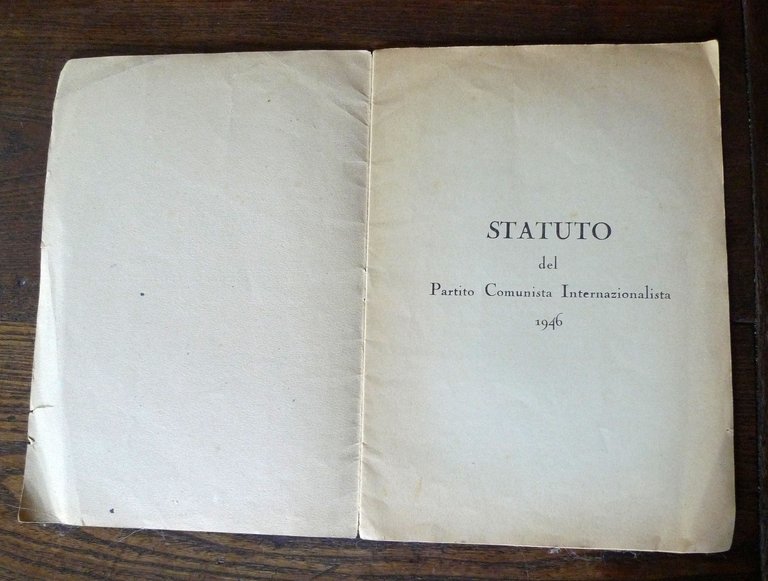 STATUTO
del
Partito Comunista Internazionalista
1946